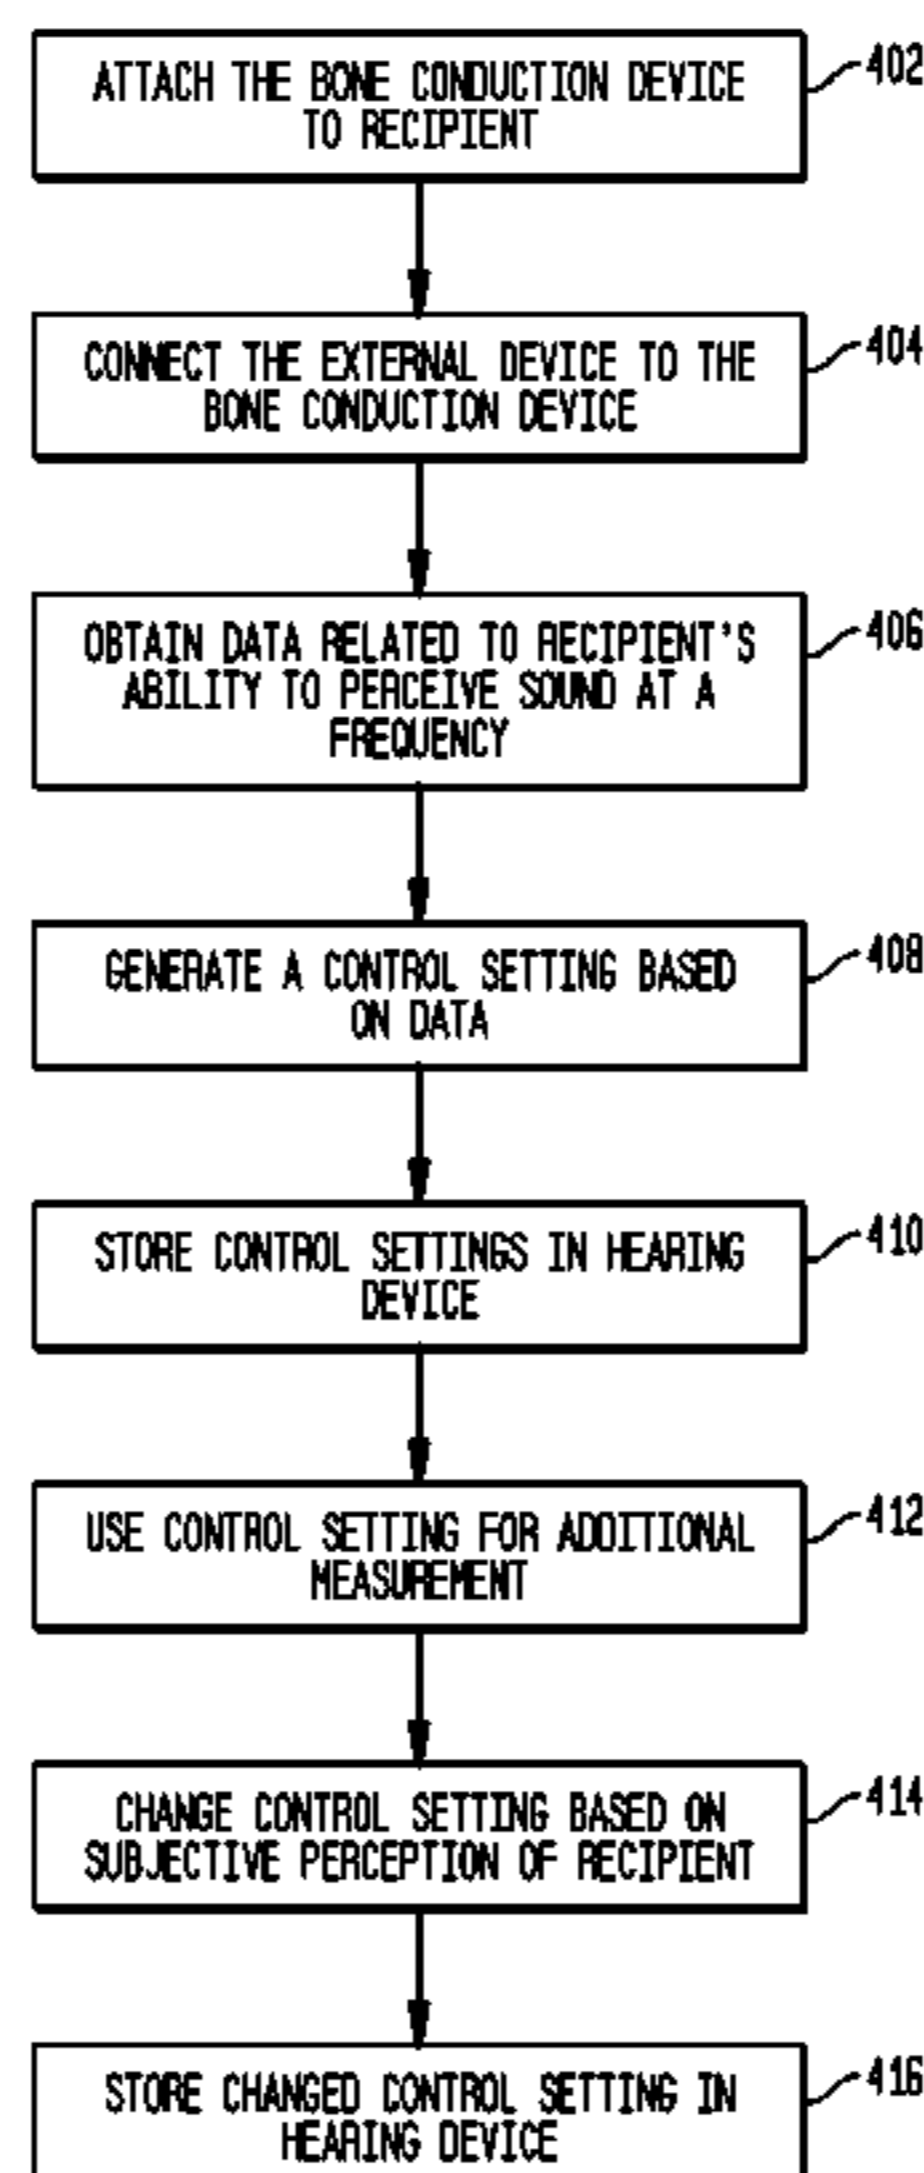 ATTACH THE BONE CONDUCTION DEVICE
TO RECIPIENT
402
CONNECT THE EXTERNAL DEVICE TO THE
BONE CONDUCTION DEVICE
404
OBTAIN DATA RELATED TO RECIPIENT'S
ABILITY TO PERCEIVE SOUND AT A
FREQUENCY
406
GENERATE A CONTROL SETTING BASED
ON DATA
408
STORE CONTROL SETTINGS IN HEARING
DEVICE
410
USE CONTROL SETTING FOR ADDITIONAL
MEASUREMENT
412
CHANGE CONTROL SETTING BASED ON
SUBJECTIVE PERCEPTION OF RECIPIENT
414
STORE CHANGED CONTROL SETTING IN
HEARING DEVICE
416